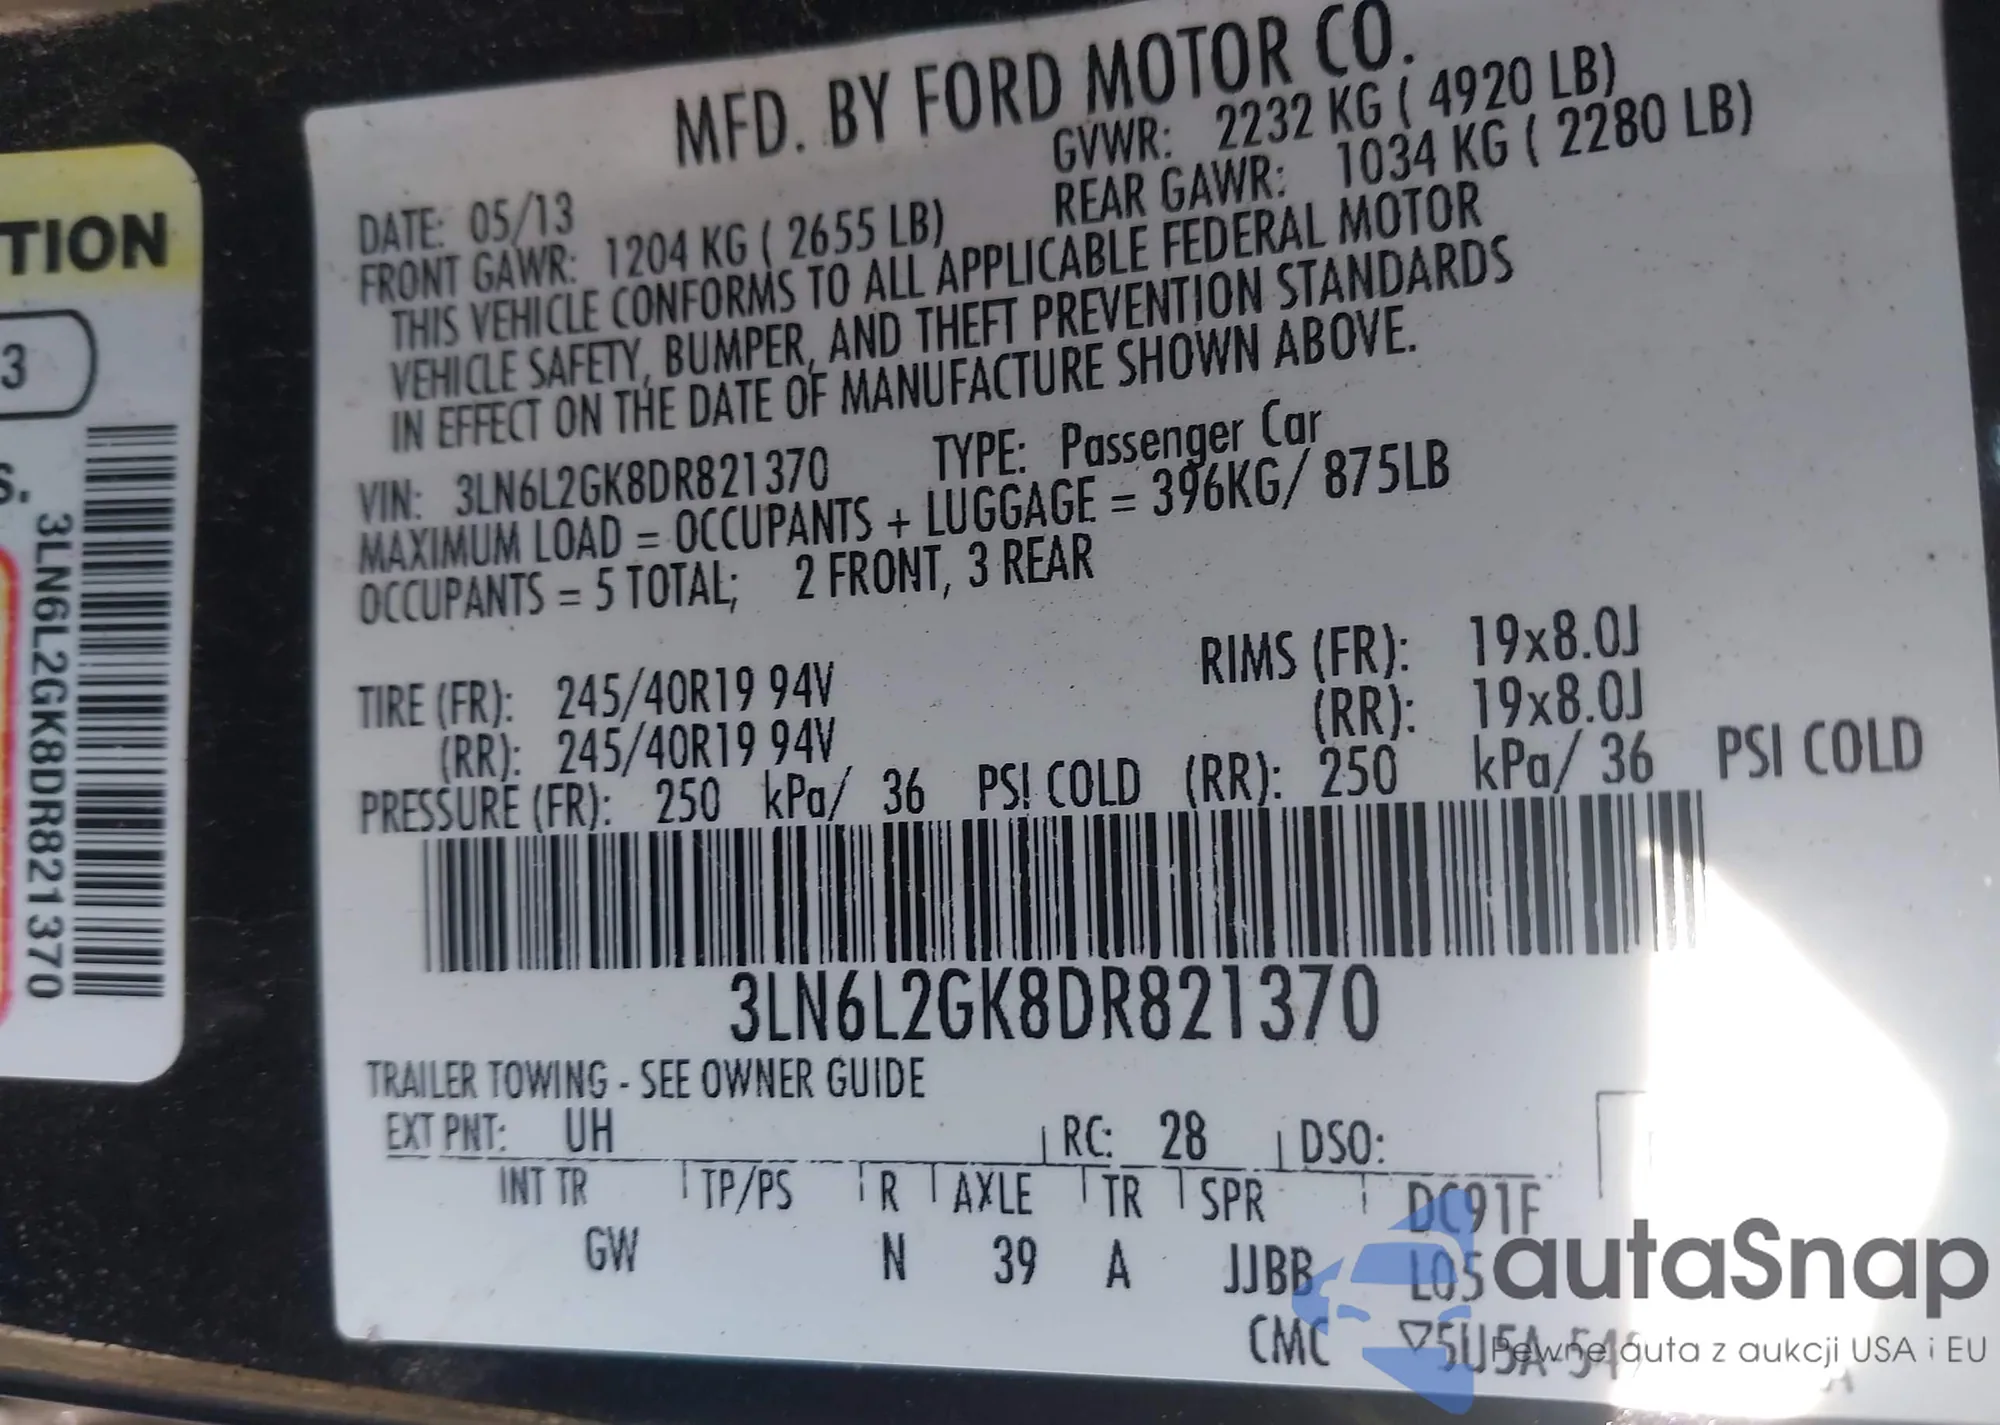 TION
3
S.
3LN6L2GK8DR821370
MFD. BY FORD MOTOR CO.
DATE: 05/13 GVWR: 2232 KG ( 4920 LB)
FRONT GAWR: 1204 KG ( 2655 LB) REAR GAWR: 1034 KG ( 2280 LB)
THIS VEHICLE CONFORMS TO ALL APPLICABLE FEDERAL MOTOR
VEHICLE SAFETY, BUMPER, AND THEFT PREVENTION STANDARDS
IN EFFECT ON THE DATE OF MANUFACTURE SHOWN ABOVE.
VIN: 3LN6L2GK8DR821370 TYPE: Passenger Car
MAXIMUM LOAD = OCCUPANTS + LUGGAGE = 396KG/ 875LB
OCCUPANTS = 5 TOTAL; 2 FRONT, 3 REAR
TIRE (FR): 245/40R19 94V RIMS (FR): 19x8.0J
(RR): 245/40R19 94V (RR): 19x8.0J
PRESSURE (FR): 250 kPa/ 36 PSI COLD (RR): 250 kPa/ 36 PSI COLD
3LN6L2GK8DR821370
TRAILER TOWING - SEE OWNER GUIDE
EXT PNT: UH RC: 28 DSO:
INT TR TP/PS R AXLE TR SPR DC91F
GW N 39 A JJBB L05
CMC ▽5U5A
autaSnap
Pewne auta z aukcji USA i EU